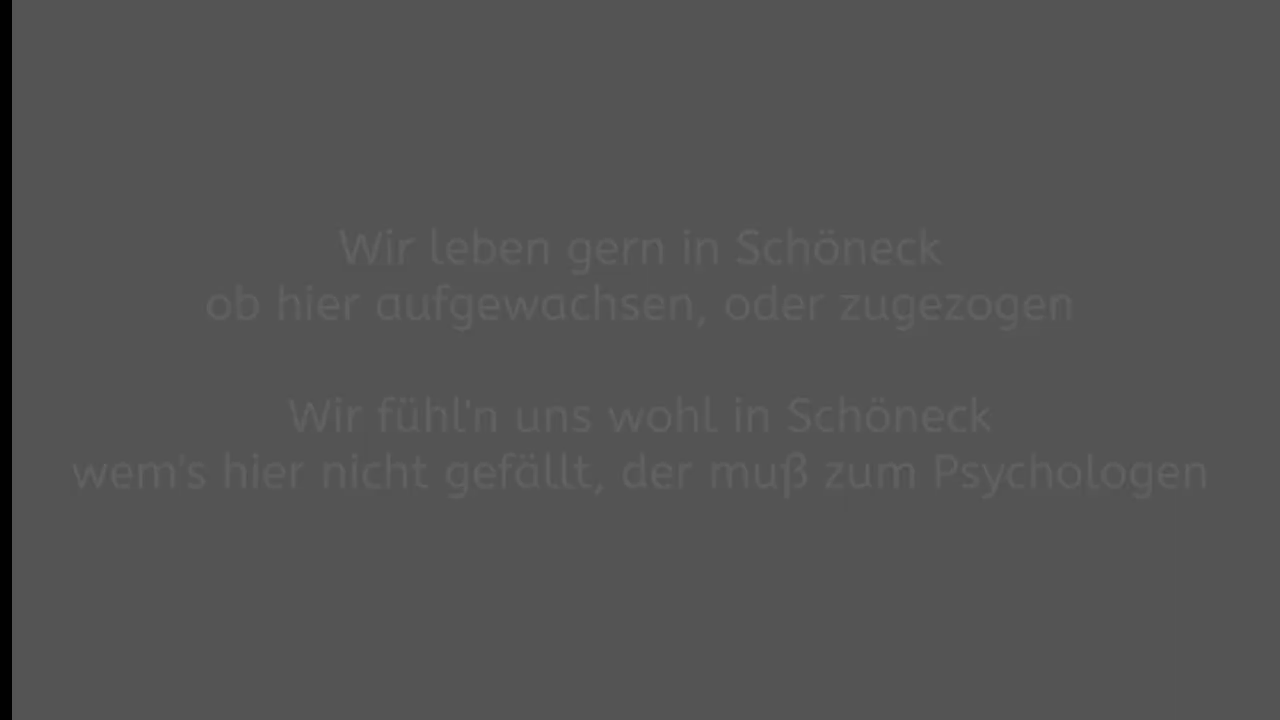 Wir leben gern in Schöneck
ob hier aufgewachsen, oder zugezogen
Wir fühl'n uns wohl in Schöneck
wem's hier nicht gefällt, der muß zum Psychologen